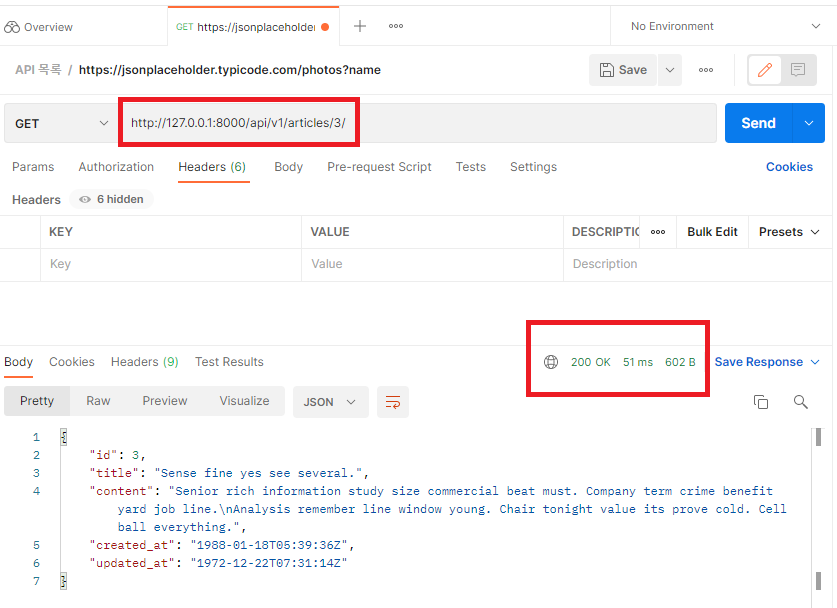 Overview
GET https://jsonplaceholder
No Environment
API 목록 / https://jsonplaceholder.typicode.com/photos?name
Save
GET
http://127.0.0.1:8000/api/v1/articles/3/
Send
Params Authorization Headers (6) Body Pre-request Script Tests Settings Cookies
Headers 6 hidden
KEY VALUE DESCRIPTIO Bulk Edit Presets
Key Value Description
Body Cookies Headers (9) Test Results 200 OK 51 ms 602 B Save Response
Pretty Raw Preview Visualize JSON
1 {
2 "id": 3,
3 "title": "Sense fine yes see several.",
4 "content": "Senior rich information study size commercial beat must. Company term crime benefit
yard job line.\nAnalysis remember line window young. Chair tonight value its prove cold. Cell
ball everything.",
5 "created_at": "1988-01-18T05:39:36Z",
6 "updated_at": "1972-12-22T07:31:14Z"
7 }